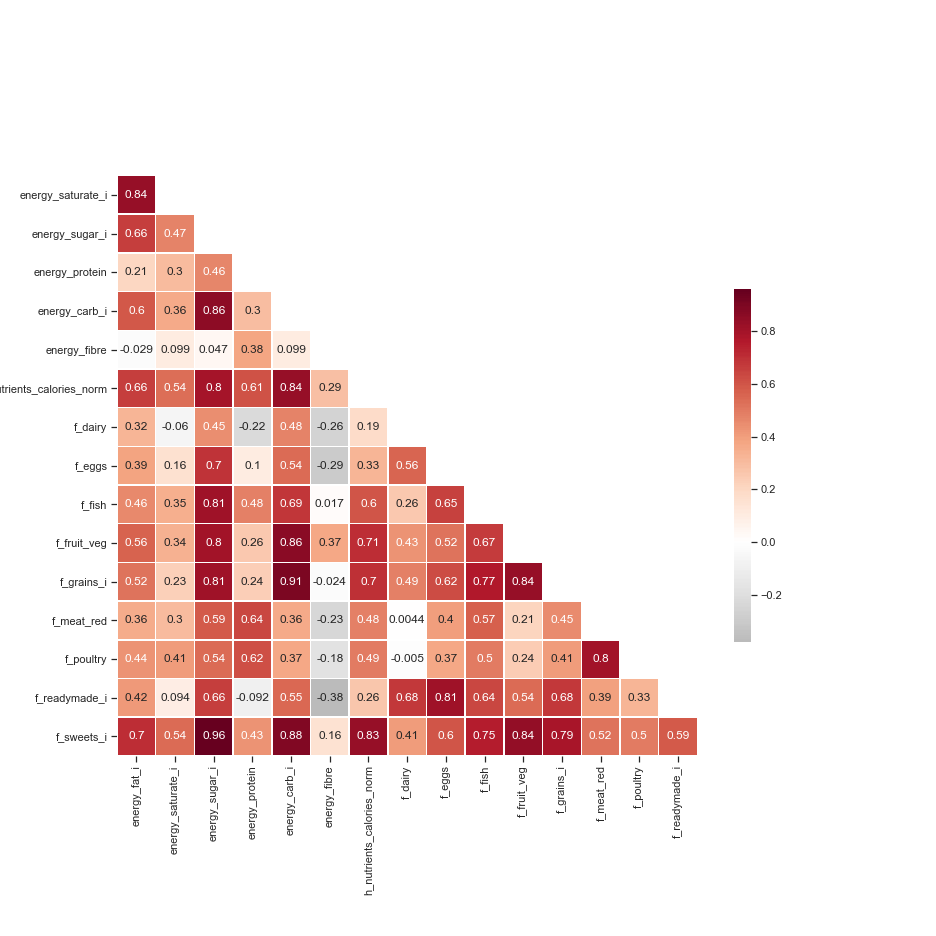 energy_saturate_i 0.84
energy_sugar_i 0.66 0.47
energy_protein 0.21 0.3 0.46
energy_carb_i 0.6 0.36 0.86 0.3
energy_fibre -0.029 0.099 0.047 0.38 0.099
utrients_calories_norm 0.66 0.54 0.8 0.61 0.84 0.29
f_dairy 0.32 -0.06 0.45 -0.22 0.48 -0.26 0.19
f_eggs 0.39 0.16 0.7 0.1 0.54 -0.29 0.33 0.56
f_fish 0.46 0.35 0.81 0.48 0.69 0.017 0.6 0.26 0.65
f_fruit_veg 0.56 0.34 0.8 0.26 0.86 0.37 0.71 0.43 0.52 0.67
f_grains_i 0.52 0.23 0.81 0.24 0.91 -0.024 0.7 0.49 0.62 0.77 0.84
f_meat_red 0.36 0.3 0.59 0.64 0.36 -0.23 0.48 0.0044 0.4 0.57 0.21 0.45
f_poultry 0.44 0.41 0.54 0.62 0.37 -0.18 0.49 -0.005 0.37 0.5 0.24 0.41 0.8
f_readymade_i 0.42 0.094 0.66 -0.092 0.55 -0.38 0.26 0.68 0.81 0.64 0.54 0.68 0.39 0.33
f_sweets_i 0.7 0.54 0.96 0.43 0.88 0.16 0.83 0.41 0.6 0.75 0.84 0.79 0.52 0.5 0.59
energy_fat_i
energy_saturate_i
energy_sugar_i
energy_protein
energy_carb_i
energy_fibre
h_nutrients_calories_norm
f_dairy
f_eggs
f_fish
f_fruit_veg
f_grains_i
f_meat_red
f_poultry
f_readymade_i
0.8
0.6
0.4
0.2
0.0
-0.2